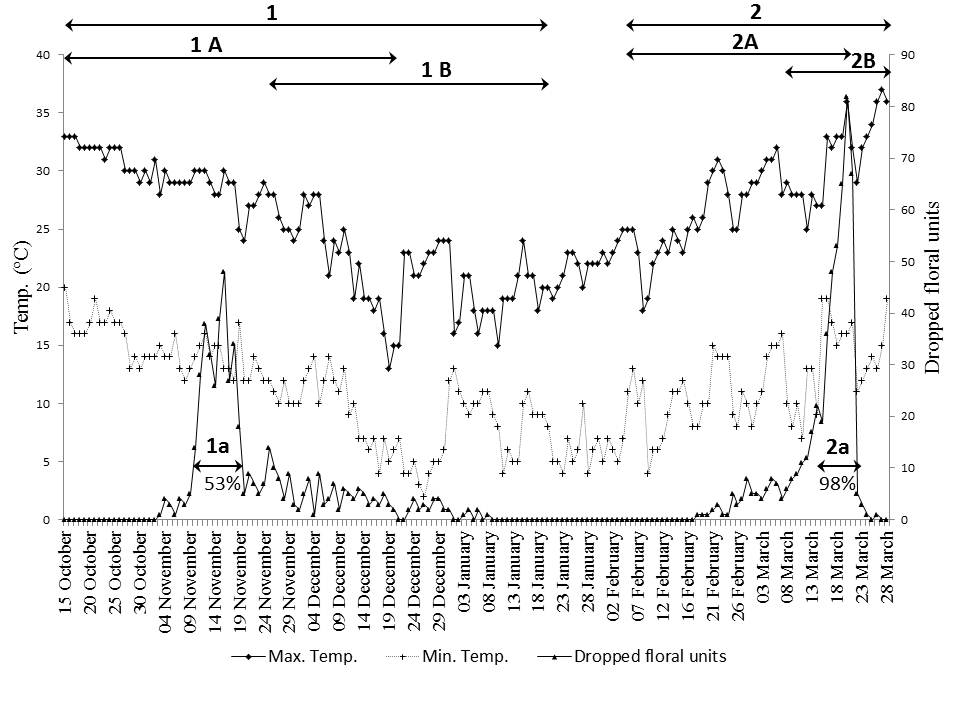 1 2
1 A 2A
1 B 2B
40 90
35 80
30 70
25 60
20 50
15 40
10 30
5 20
0 10
0
Temp. (°C)
Dropped floral units
1a
53%
2a
98%
15 October
20 October
25 October
30 October
04 November
09 November
14 November
19 November
24 November
29 November
04 December
09 December
14 December
19 December
24 December
29 December
03 January
08 January
13 January
18 January
23 January
28 January
02 February
07 February
12 February
16 February
21 February
26 February
03 March
08 March
13 March
18 March
23 March
28 March
Max. Temp. Min. Temp. Dropped floral units